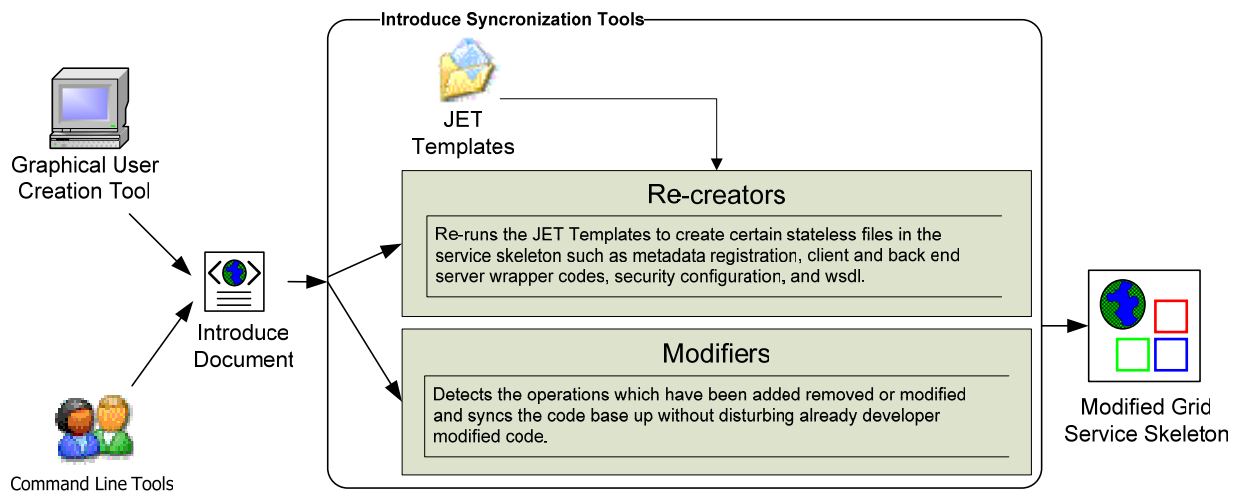 Introduce Syncronization Tools
JET
Templates
Graphical User
Creation Tool
Re-creators
Re-runs the JET Templates to create certain stateless files in the
service skeleton such as metadata registration, client and back end
server wrapper codes, security configuration, and wsdl.
Introduce
Document
Modifiers
Detects the operations which have been added removed or modified
and syncs the code base up without disturbing already developer
modified code.
Modified Grid
Service Skeleton
Command Line Tools